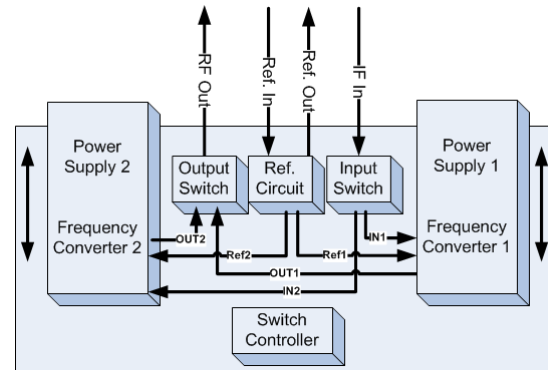 RF Out
Ref. In
Ref. Out
IF In
Power
Supply 2
Frequency
Converter 2
Output
Switch
Ref.
Circuit
Input
Switch
Power
Supply 1
Frequency
Converter 1
OUT2
IN1
Ref2
Ref1
OUT1
IN2
Switch
Controller